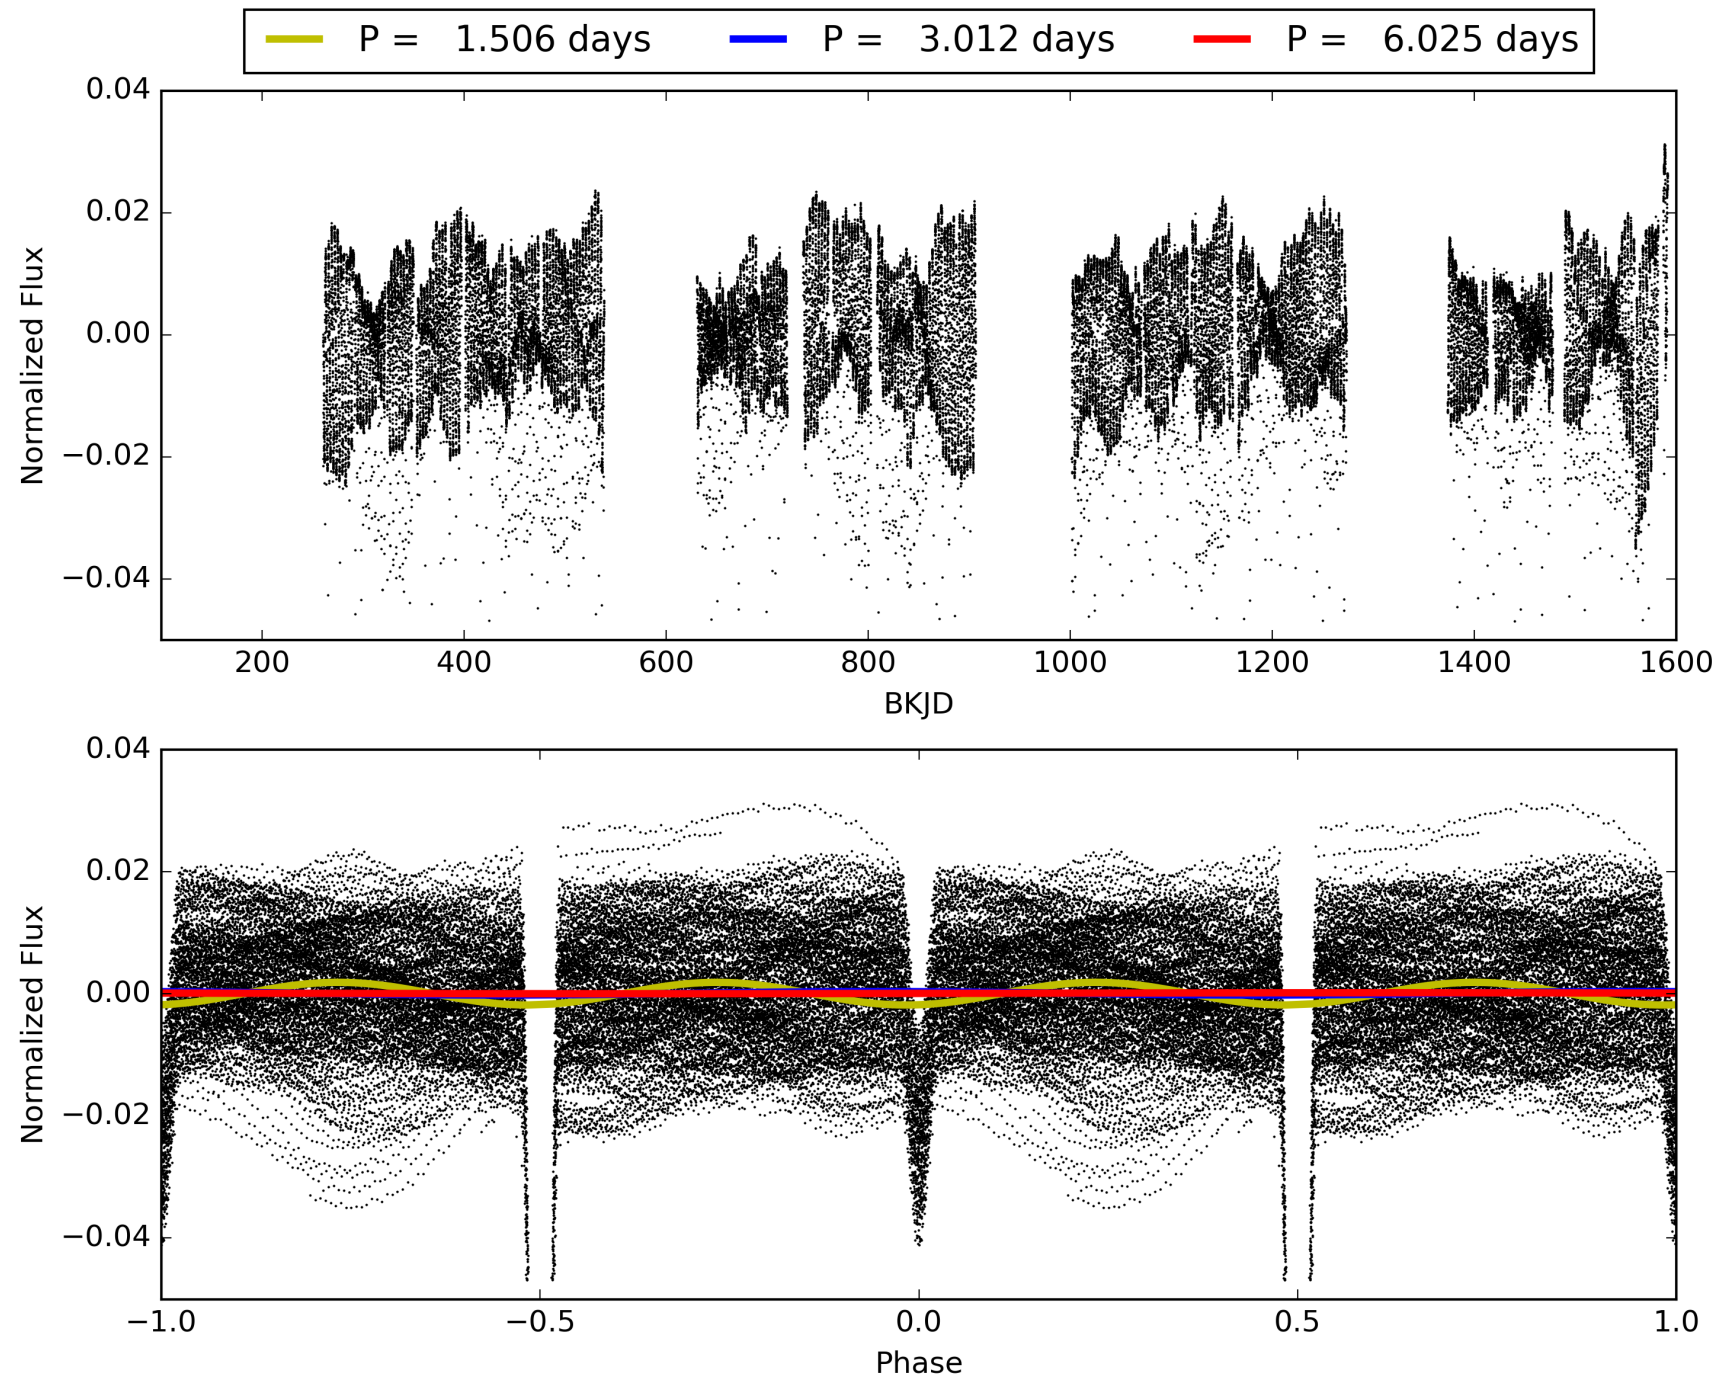 P = 1.506 days P = 3.012 days P = 6.025 days
0.04
0.02
0.00
−0.02
−0.04
Normalized Flux
200 400 600 800 1000 1200 1400 1600
BKJD
0.04
0.02
0.00
−0.02
−0.04
Normalized Flux
−1.0 −0.5 0.0 0.5 1.0
Phase